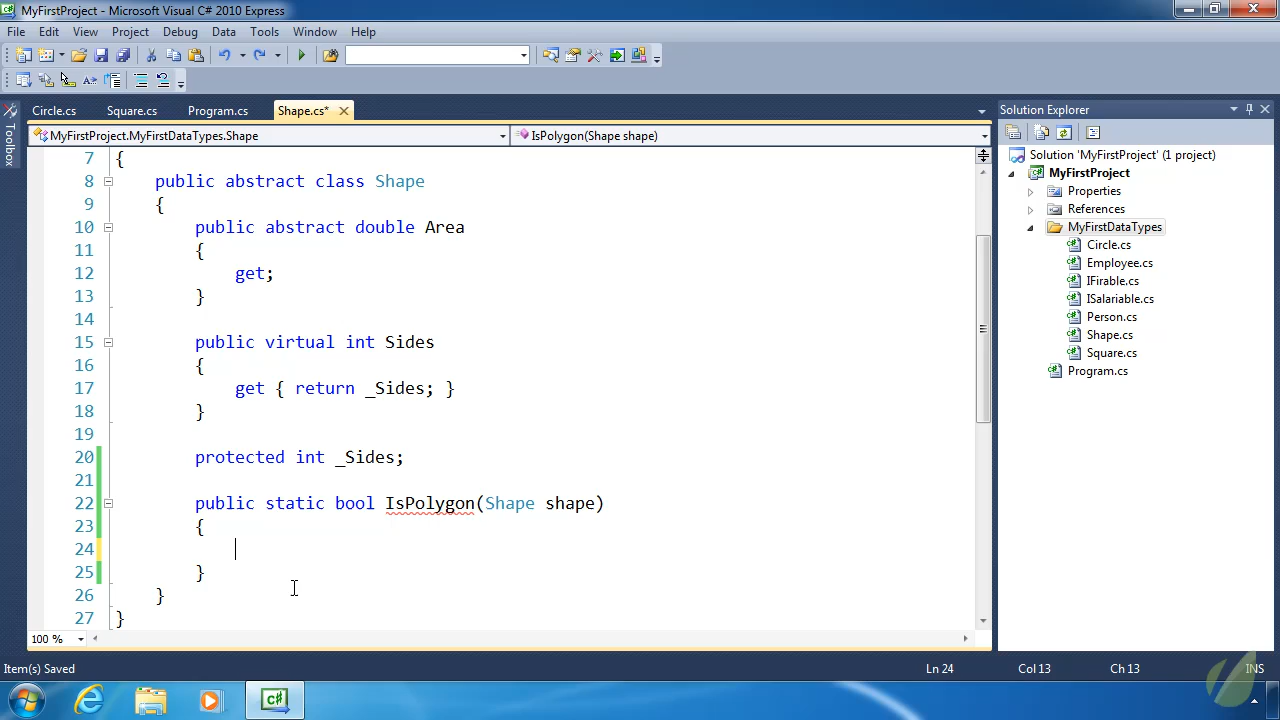 MyFirstProject - Microsoft Visual C# 2010 Express
File Edit View Project Debug Data Tools Window Help
Circle.cs Square.cs Program.cs Shape.cs*
MyFirstProject.MyFirstDataTypes.Shape IsPolygon(Shape shape)
Toolbox
7 {
8 public abstract class Shape
9 {
10 public abstract double Area
11 {
12 get;
13 }
14
15 public virtual int Sides
16 {
17 get { return _Sides; }
18 }
19
20 protected int _Sides;
21
22 public static bool IsPolygon(Shape shape)
23 {
24
25 }
26 }
27 }
100 %
Solution Explorer
Solution 'MyFirstProject' (1 project)
MyFirstProject
Properties
References
MyFirstDataTypes
Circle.cs
Employee.cs
IFirable.cs
ISalariable.cs
Person.cs
Shape.cs
Square.cs
Program.cs
Item(s) Saved Ln 24 Col 13 Ch 13 INS
C#